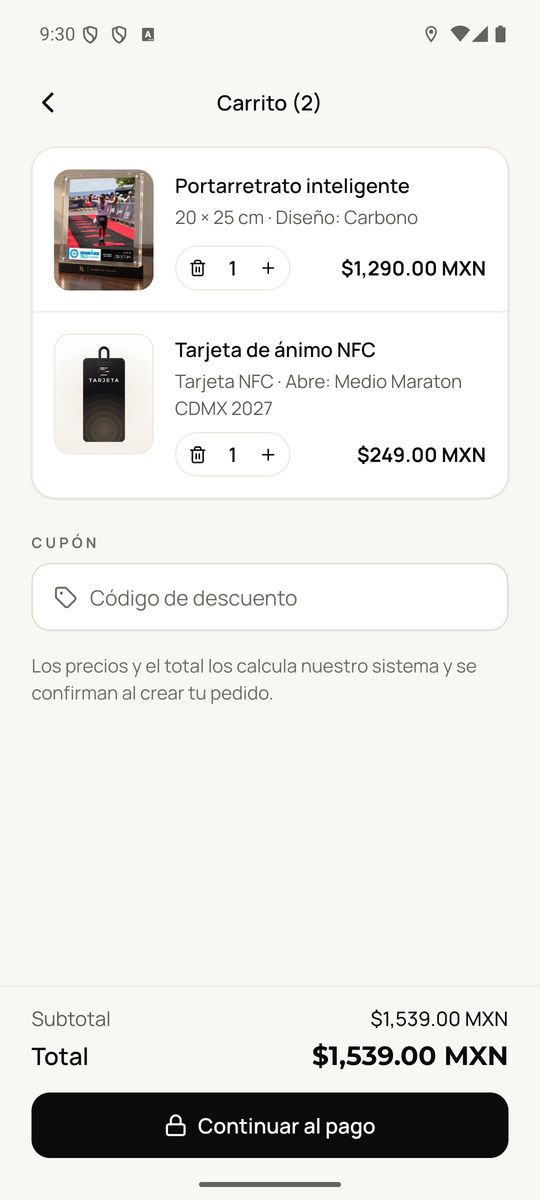 9:30
Carrito (2)
Portarretrato inteligente
20 × 25 cm · Diseño: Carbono
1
$1,290.00 MXN
TARJETA
Tarjeta de ánimo NFC
Tarjeta NFC · Abre: Medio Maraton
CDMX 2027
1
$249.00 MXN
CUPÓN
Código de descuento
Los precios y el total los calcula nuestro sistema y se
confirman al crear tu pedido.
Subtotal
$1,539.00 MXN
Total
$1,539.00 MXN
Continuar al pago